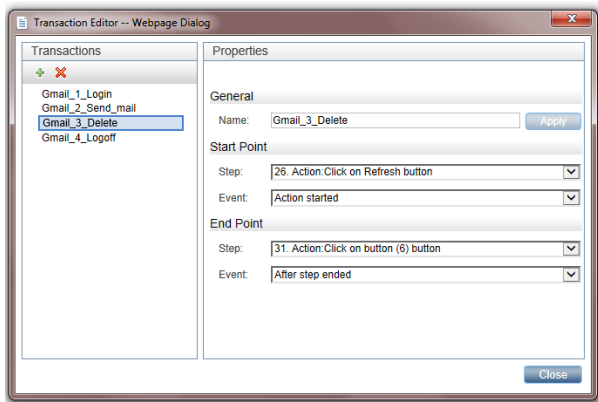 Transaction Editor -- Webpage Dialog
Transactions
Gmail_1_Login
Gmail_2_Send_mail
Gmail_3_Delete
Gmail_4_Logoff
Properties
General
Name: Gmail_3_Delete Apply
Start Point
Step: 26. Action:Click on Refresh button
Event: Action started
End Point
Step: 31. Action:Click on button (6) button
Event: After step ended
Close